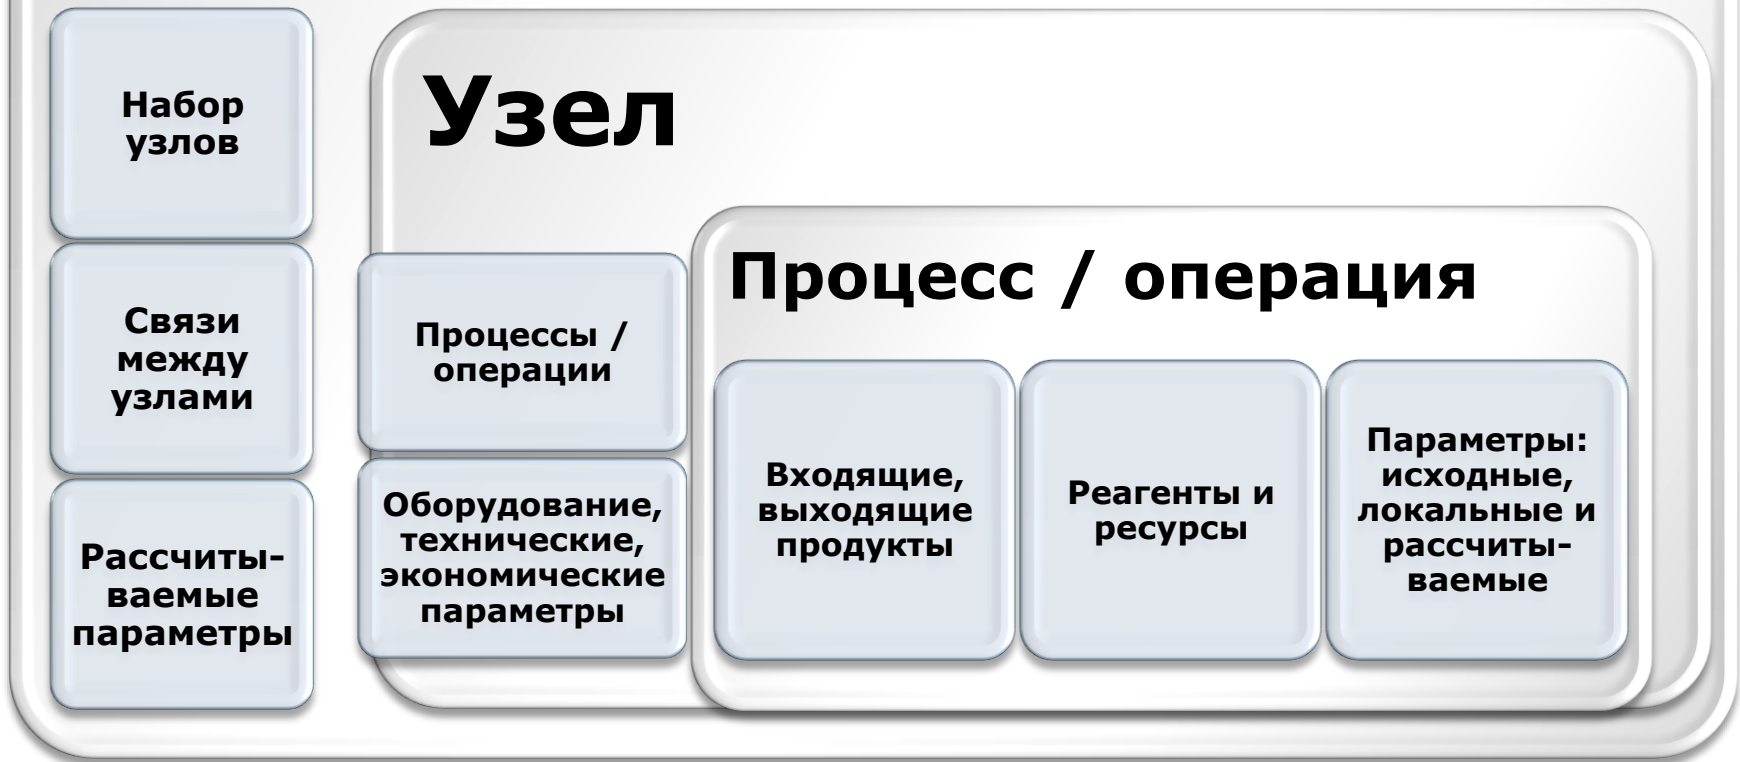 Набор
узлов
Связи
между
узлами
Рассчиты-
ваемые
параметры
Узел
Процессы /
операции
Оборудование,
технические,
экономические
параметры
Процесс / операция
Входящие,
выходящие
продукты
Реагенты и
ресурсы
Параметры:
исходные,
локальные и
рассчиты-
ваемые